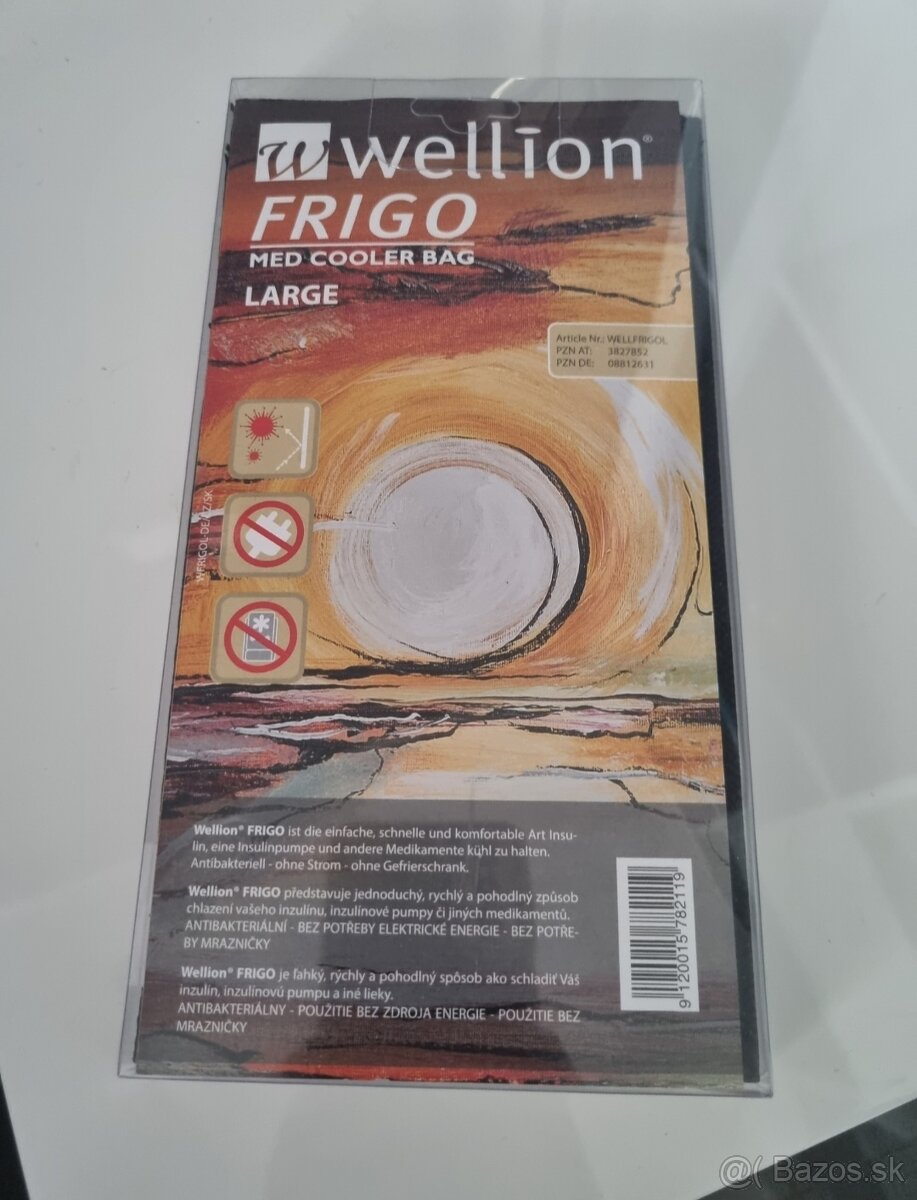 w wellion®
FRIGO
MED COOLER BAG
LARGE
Article Nr.: WELLFRIGOL
PZN AT: 3827852
PZN DE: 08812631
WFRIGOL-DE/CZ/SK
Wellion® FRIGO ist die einfache, schnelle und komfortable Art Insu-
lin, eine Insulinpumpe und andere Medikamente kühl zu halten.
Antibakteriell - ohne Strom - ohne Gefrierschrank.
Wellion® FRIGO představuje jednoduchý, rychlý a pohodlný způsob
chlazení vašeho inzulínu, inzulínové pumpy či jiných medikamentů.
ANTIBAKTERIÁLNÍ - BEZ POTŘEBY ELEKTRICKÉ ENERGIE - BEZ POTŘE-
BY MRAZNIČKY
Wellion® FRIGO je ľahký, rýchly a pohodlný spôsob ako schladiť Váš
inzulín, inzulínovú pumpu a iné lieky.
ANTIBAKTERIÁLNY - POUŽITIE BEZ ZDROJA ENERGIE - POUŽITIE BEZ
MRAZNIČKY
9 120015 782119
@( Bazos.sk